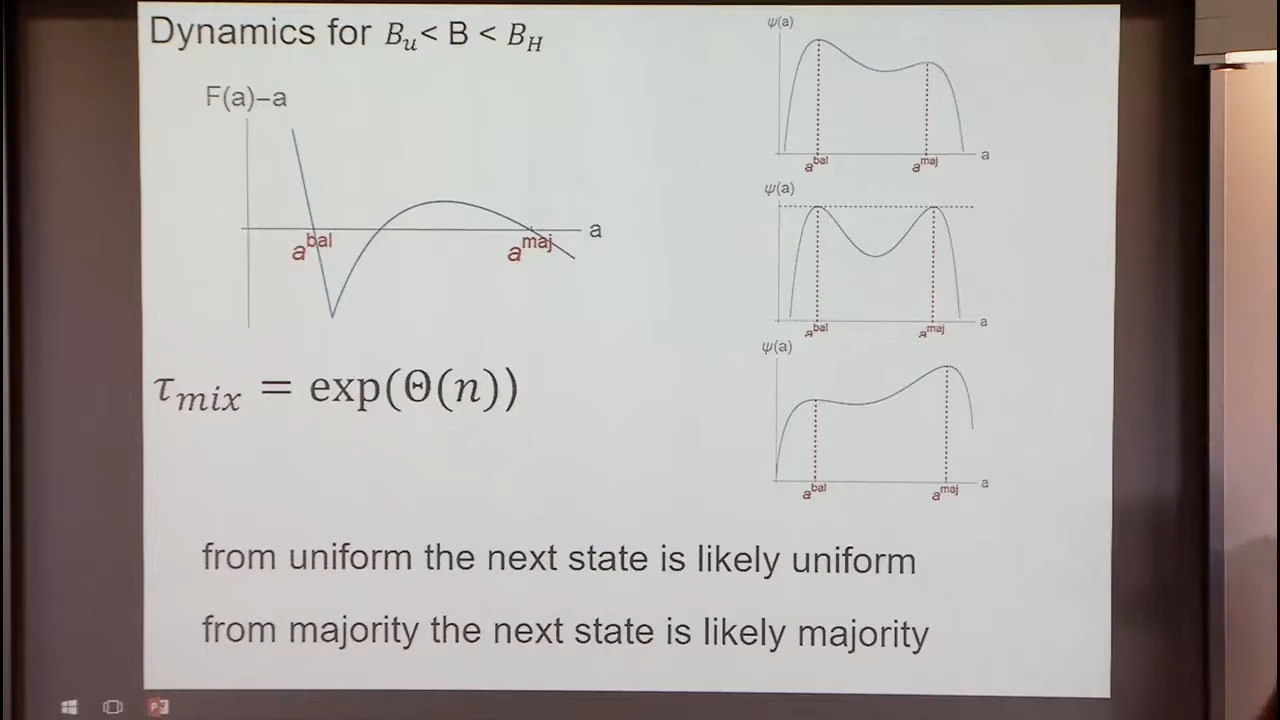 Dynamics for B_u < B < B_H
F(a)–a
a
a^bal
a^maj
τ_mix = exp(Θ(n))
ψ(a)
a
a^bal
a^maj
ψ(a)
a
a^bal
a^maj
ψ(a)
a
a^bal
a^maj
from uniform the next state is likely uniform
from majority the next state is likely majority
P